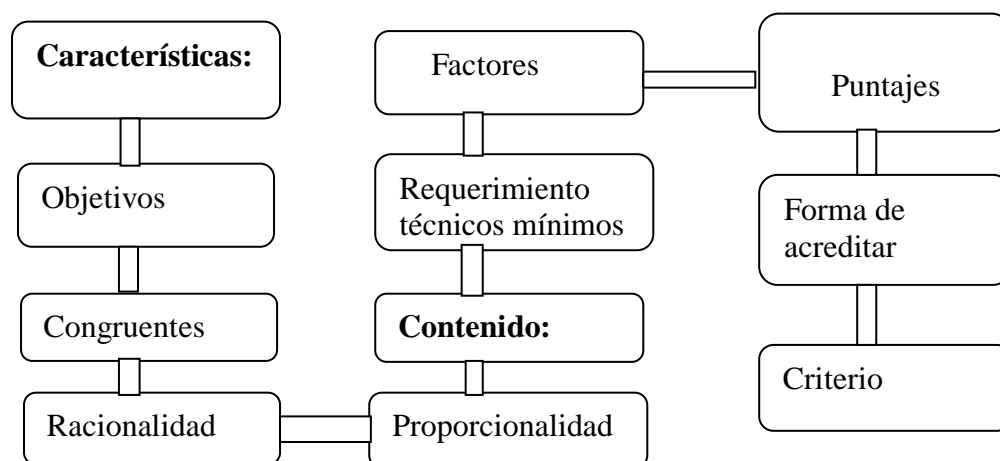 Características:
Objetivos
Congruentes
Racionalidad
Proporcionalidad
Contenido:
Requerimiento
técnicos mínimos
Factores
Puntajes
Forma de
acreditar
Criterio